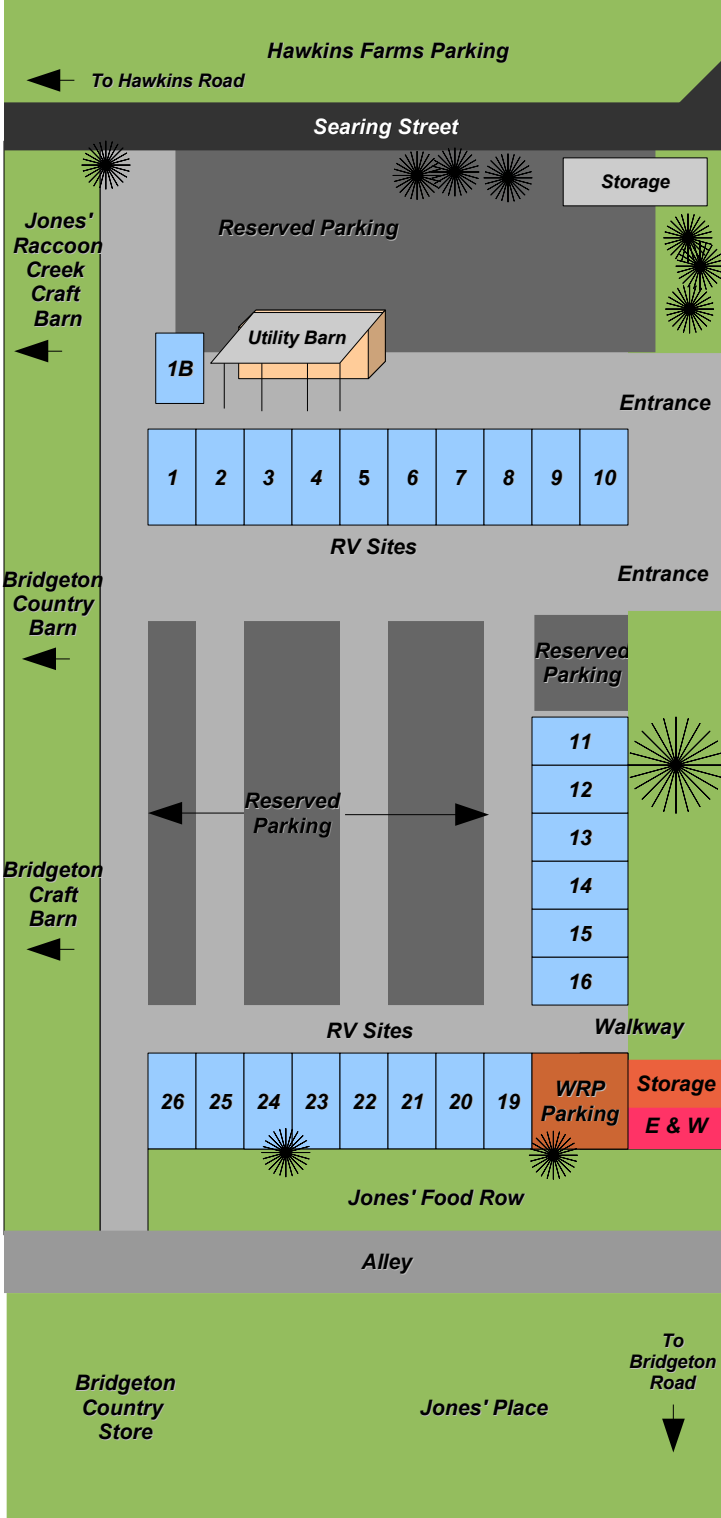 Hawkins Farms Parking
To Hawkins Road
Searing Street
Storage
Reserved Parking
Jones'
Raccoon
Creek
Craft
Barn
Utility Barn
1B
Entrance
1 2 3 4 5 6 7 8 9 10
RV Sites
Entrance
Bridgeton
Country
Barn
Reserved
Parking
11
12
Reserved
Parking
13
14
Bridgeton
Craft
Barn
15
16
RV Sites
Walkway
26 25 24 23 22 21 20 19
WRP
Parking
Storage
E & W
Jones' Food Row
Alley
To
Bridgeton
Road
Bridgeton
Country
Store
Jones' Place